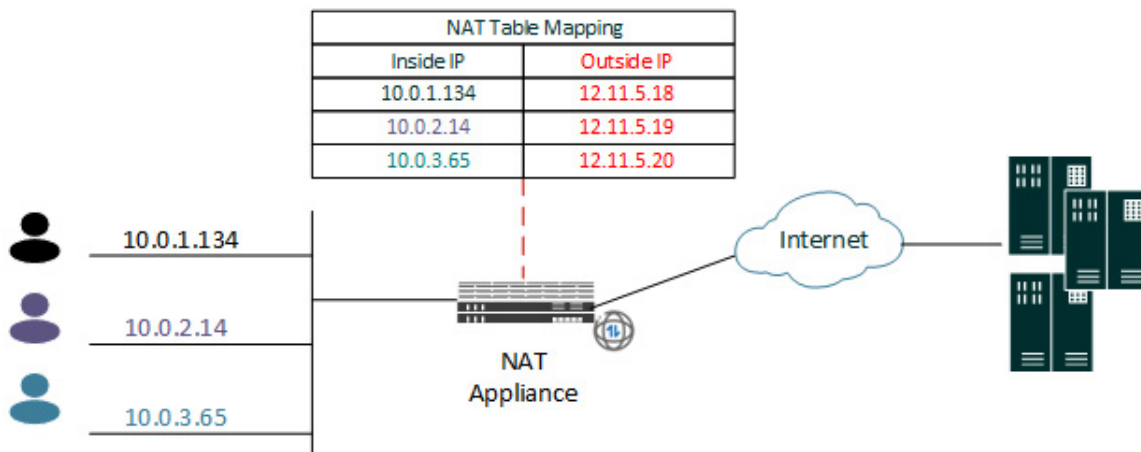 NAT Table Mapping
Inside IP Outside IP
10.0.1.134 12.11.5.18
10.0.2.14 12.11.5.19
10.0.3.65 12.11.5.20
10.0.1.134
10.0.2.14
10.0.3.65
NAT
Appliance
Internet